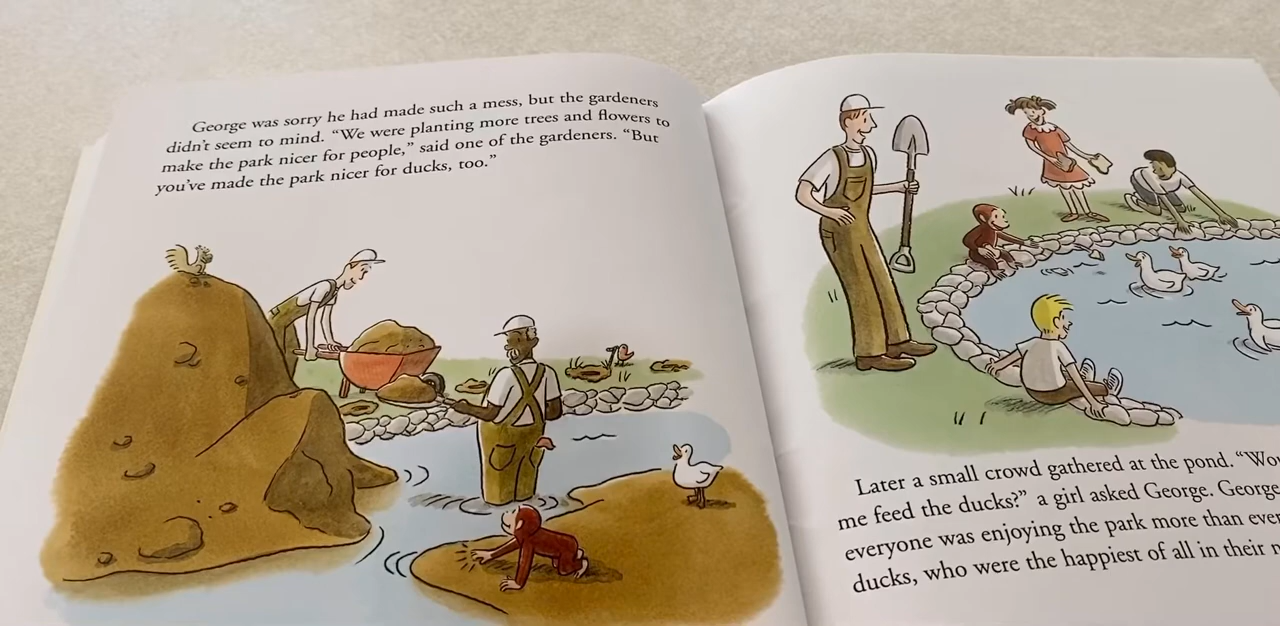 George was sorry he had made such a mess, but the gardeners
didn't seem to mind. “We were planting more trees and flowers to
make the park nicer for people,” said one of the gardeners. “But
you've made the park nicer for ducks, too.”
Later a small crowd gathered at the pond. “
me feed the ducks?” a girl asked George. George
everyone was enjoying the park more than
ducks, who were the happiest of all in their